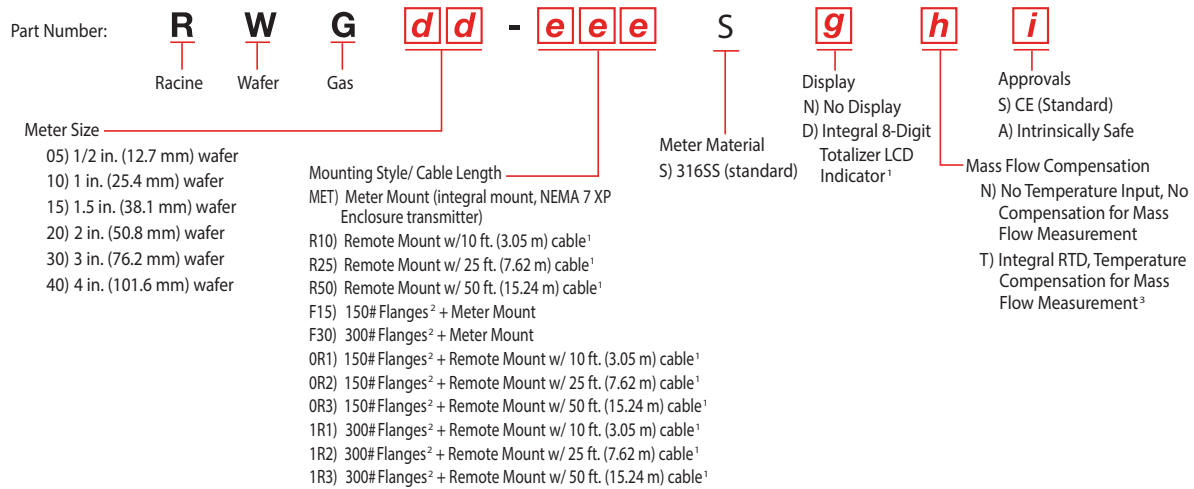 Part Number: R W G d d - e e e S g h i
Racine Wafer Gas
Meter Size
05) 1/2 in. (12.7 mm) wafer
10) 1 in. (25.4 mm) wafer
15) 1.5 in. (38.1 mm) wafer
20) 2 in. (50.8 mm) wafer
30) 3 in. (76.2 mm) wafer
40) 4 in. (101.6 mm) wafer
Mounting Style/ Cable Length
MET) Meter Mount (integral mount, NEMA 7 XP
Enclosure transmitter)
R10) Remote Mount w/10 ft. (3.05 m) cable¹
R25) Remote Mount w/ 25 ft. (7.62 m) cable¹
R50) Remote Mount w/ 50 ft. (15.24 m) cable¹
F15) 150# Flanges² + Meter Mount
F30) 300# Flanges² + Meter Mount
0R1) 150# Flanges² + Remote Mount w/ 10 ft. (3.05 m) cable¹
0R2) 150# Flanges² + Remote Mount w/ 25 ft. (7.62 m) cable¹
0R3) 150# Flanges² + Remote Mount w/ 50 ft. (15.24 m) cable¹
1R1) 300# Flanges² + Remote Mount w/ 10 ft. (3.05 m) cable¹
1R2) 300# Flanges² + Remote Mount w/ 25 ft. (7.62 m) cable¹
1R3) 300# Flanges² + Remote Mount w/ 50 ft. (15.24 m) cable¹
Meter Material
S) 316SS (standard)
Display
N) No Display
D) Integral 8-Digit
Totalizer LCD
Indicator¹
Mass Flow Compensation
N) No Temperature Input, No
Compensation for Mass
Flow Measurement
T) Integral RTD, Temperature
Compensation for Mass
Flow Measurement³
Approvals
S) CE (Standard)
A) Intrinsically Safe